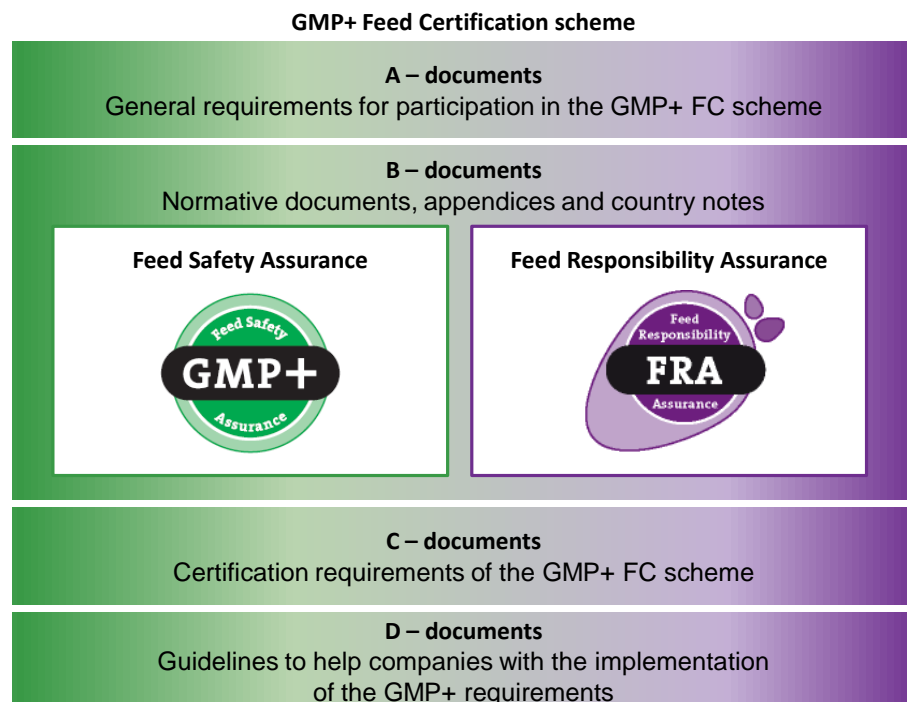 GMP+ Feed Certification scheme
A – documents
General requirements for participation in the GMP+ FC scheme
B – documents
Normative documents, appendices and country notes
Feed Safety Assurance
Feed Safety
GMP+
Assurance
Feed Responsibility Assurance
Feed
Responsibility
FRA
Assurance
C – documents
Certification requirements of the GMP+ FC scheme
D – documents
Guidelines to help companies with the implementation
of the GMP+ requirements